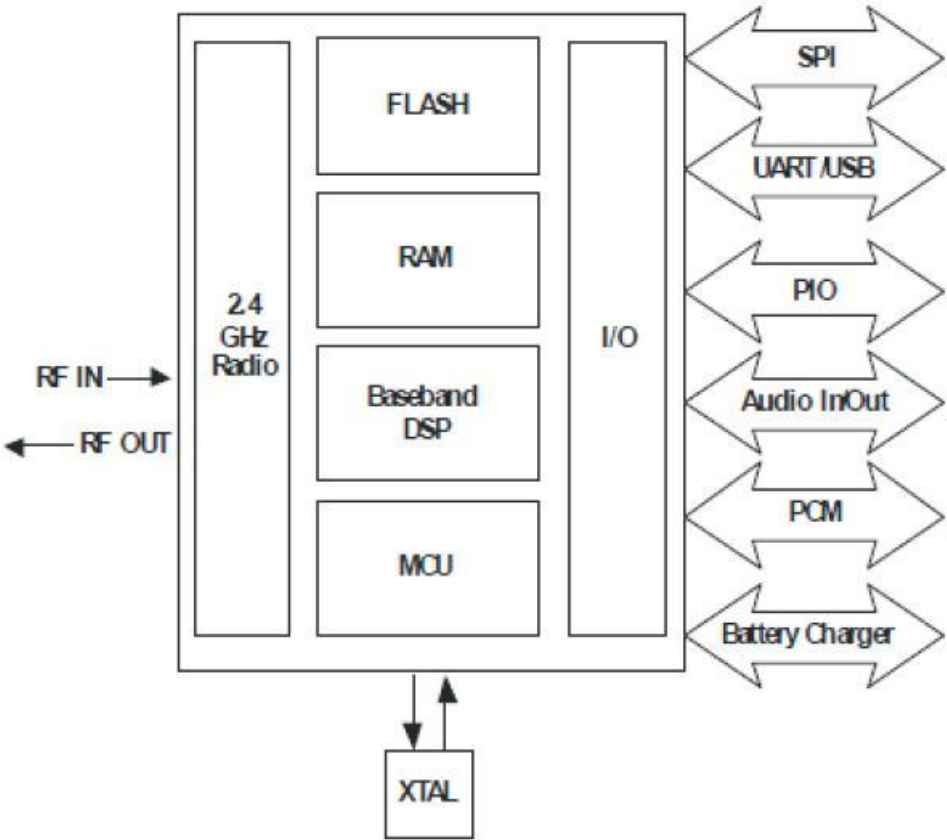 FLASH
RAM
Baseband
DSP
MCU
2.4
GHz
Radio
I/O
RF IN
RF OUT
SPI
UART/USB
PIO
Audio In/Out
PCM
Battery Charger
XTAL